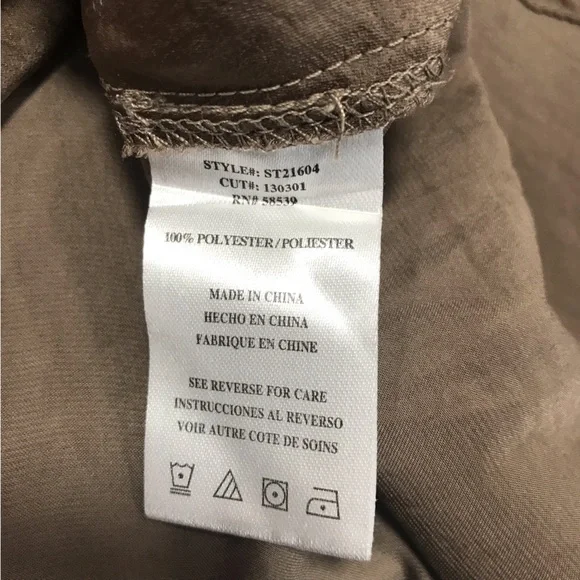 STYLE#: ST21604
CUT#: 130301
RN# 58539
100% POLYESTER/POLIESTER
MADE IN CHINA
HECHO EN CHINA
FABRIQUE EN CHINE
SEE REVERSE FOR CARE
INSTRUCCIONES AL REVERSO
VOIR AUTRE COTE DE SOINS